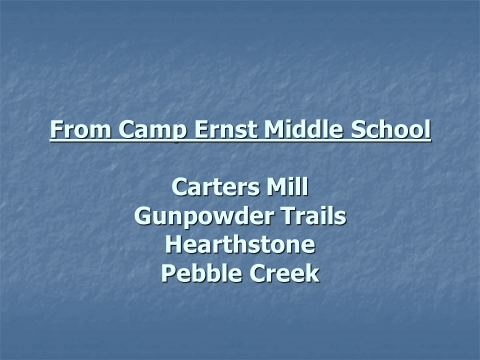 From Camp Ernst Middle School
Carters Mill
Gunpowder Trails
Hearthstone
Pebble Creek